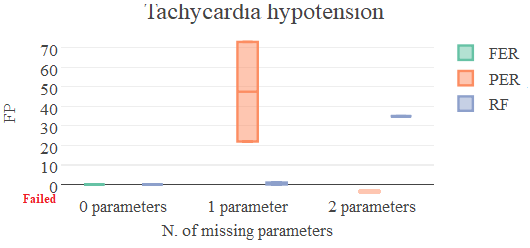 Tachycardia hypotension
70
60
50
40
30
20
10
0
Failed
FP
0 parameters
1 parameter
2 parameters
N. of missing parameters
FER
PER
RF